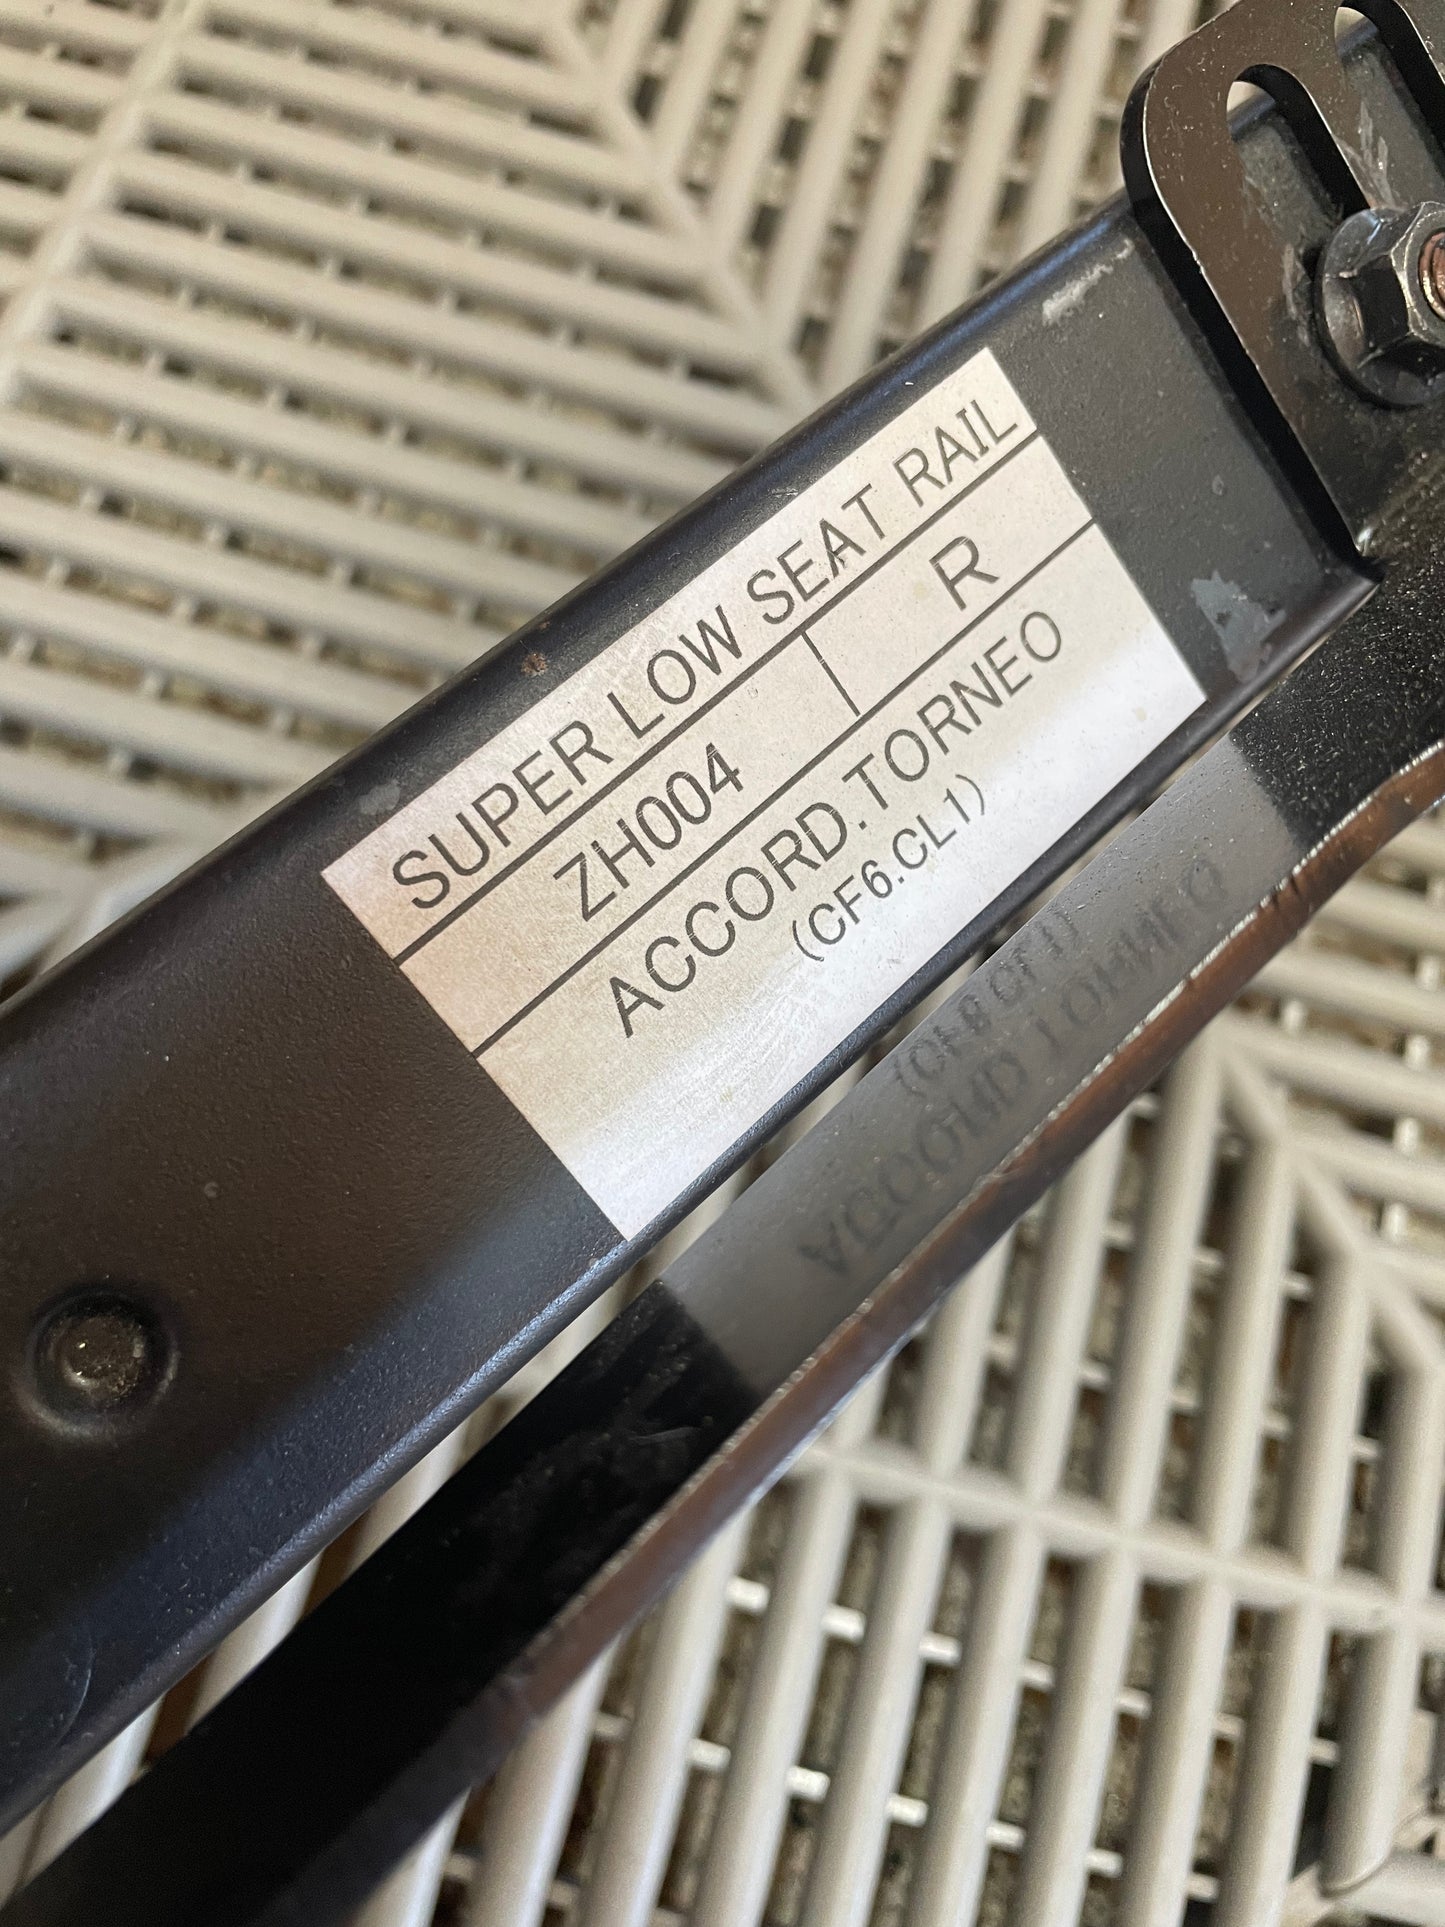 SUPER LOW SEAT RAIL
ZH004 R
ACCORD.TORNEO
(CF6.CL1)